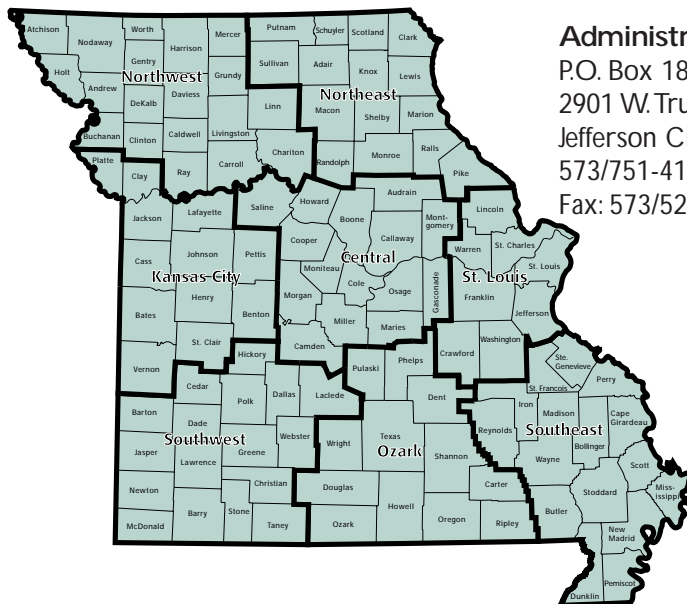 Atchison
Nodaway
Worth
Harrison
Mercer
Putnam
Schuyler
Scotland
Clark
Holt
Andrew
Gentry
Northwest
Grundy
Sullivan
Adair
Knox
Lewis
DeKalb
Daviess
Linn
Northeast
Macon
Shelby
Marion
Buchanan
Clinton
Caldwell
Livingston
Chariton
Randolph
Monroe
Ralls
Pike
Platte
Clay
Ray
Carroll
Jackson
Lafayette
Saline
Howard
Boone
Audrain
Mont-
gomery
Lincoln
Cooper
Callaway
Warren
St. Charles
St. Louis
Cass
Johnson
Pettis
Kansas City
Moniteau
Central
Cole
Osage
Gasconade
St. Louis
Franklin
Jefferson
Bates
Henry
Benton
Morgan
Miller
Maries
Camden
St. Clair
Vernon
Hickory
Pulaski
Phelps
Crawford
Washington
Ste.
Genevieve
Perry
St. Francois
Cedar
Polk
Dallas
Laclede
Dent
Iron
Madison
Cape
Girardeau
Barton
Dade
Southwest
Webster
Greene
Wright
Texas
Ozark
Shannon
Reynolds
Southeast
Bollinger
Wayne
Jasper
Lawrence
Christian
Douglas
Howell
Carter
Scott
Miss-
issippi
Stoddard
Newton
McDonald
Barry
Stone
Taney
Ozark
Oregon
Ripley
Butler
New
Madrid
Pemiscot
Dunklin
Administr
P.O. Box 18
2901 W. Tru
Jefferson C
573/751-41
Fax: 573/52